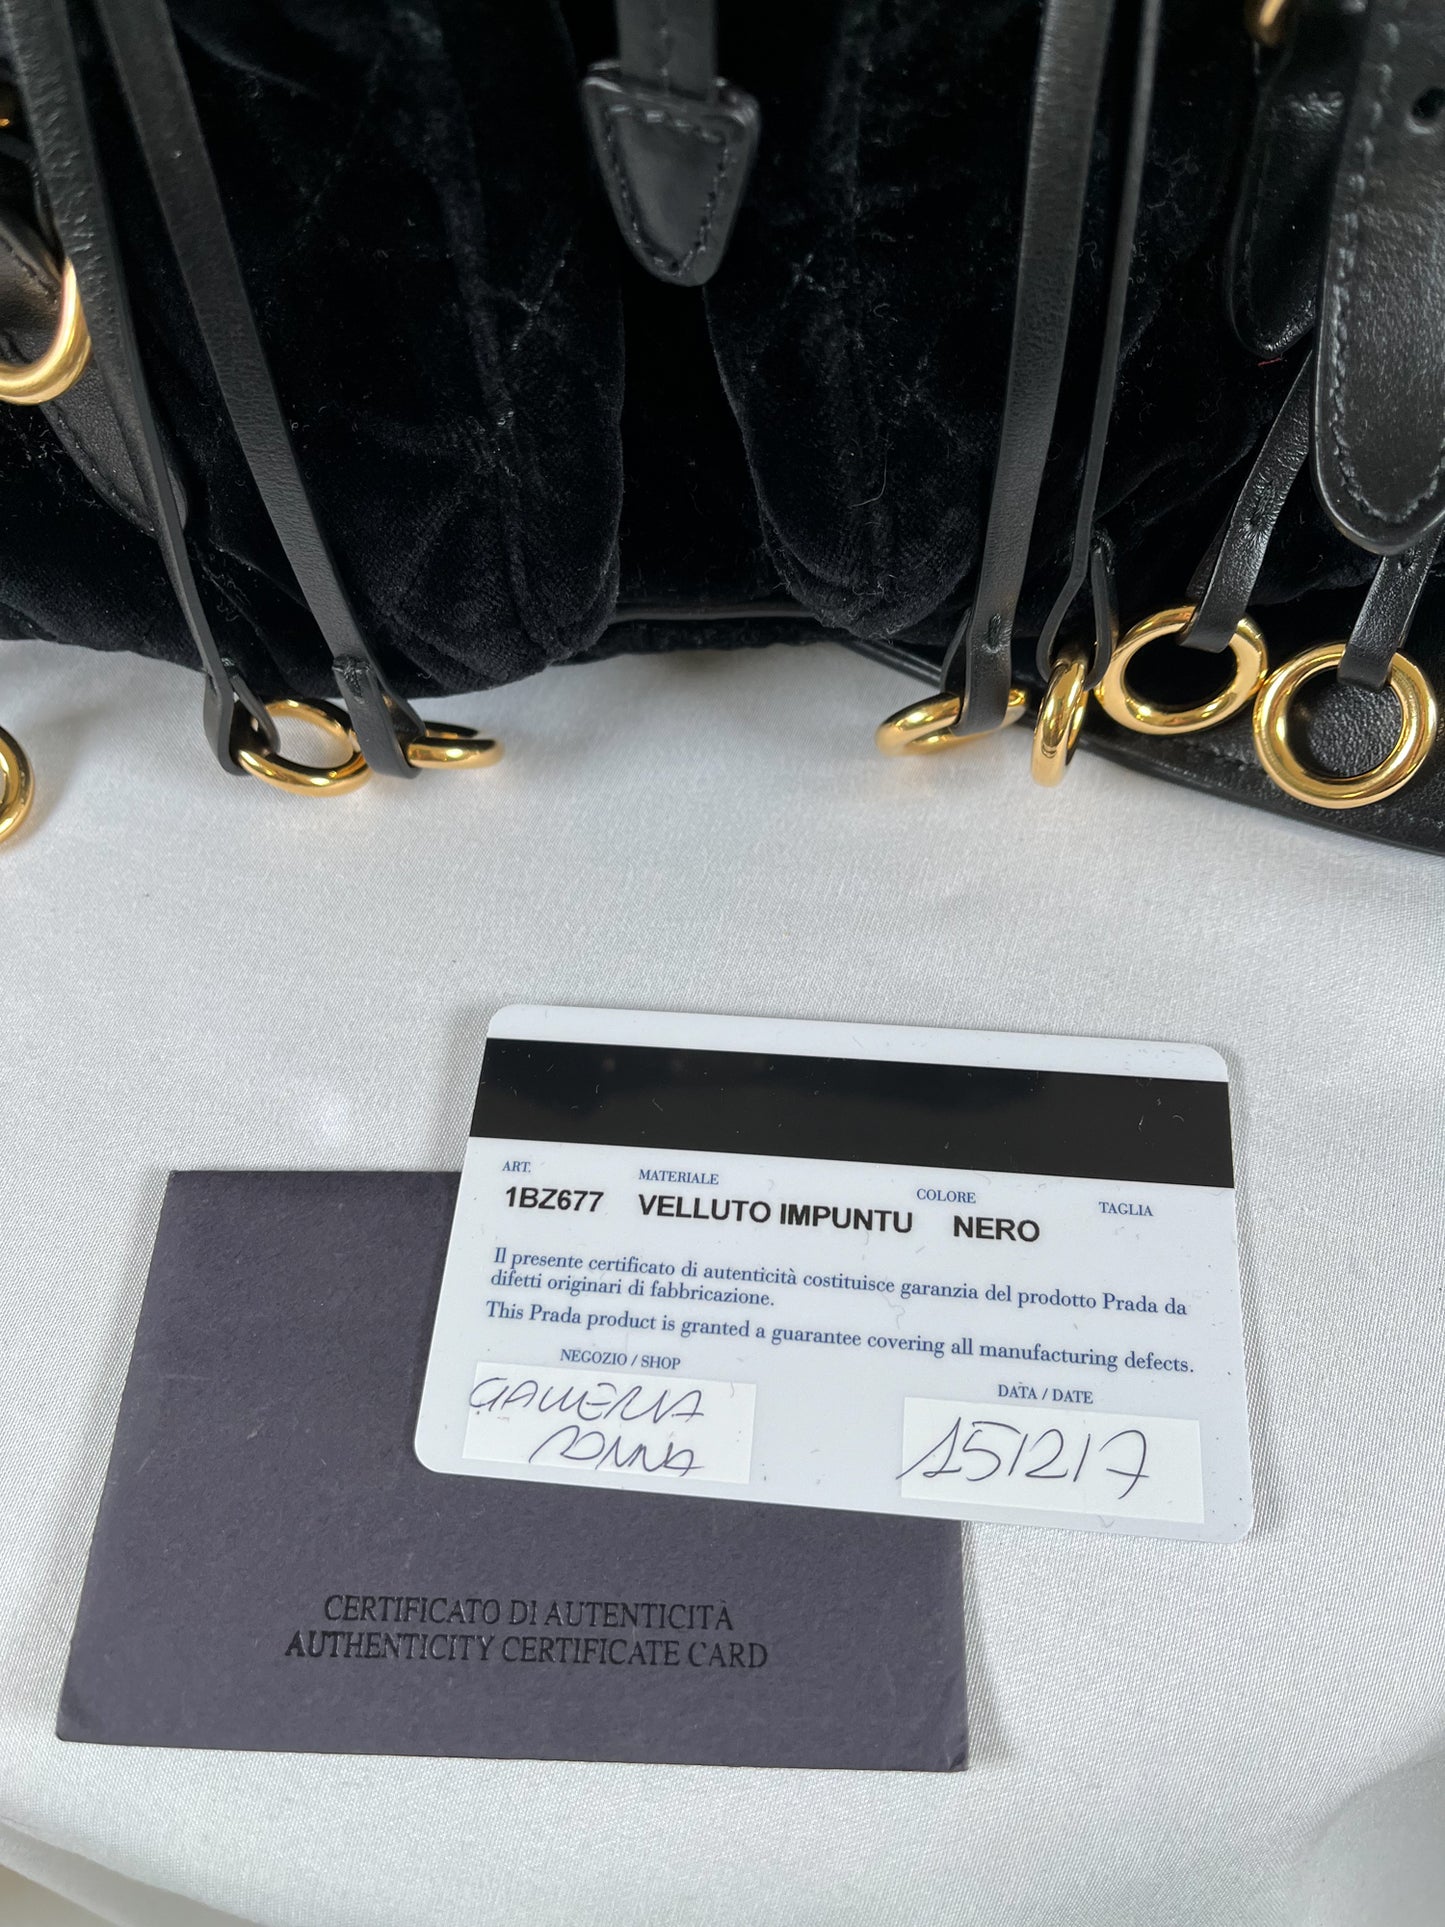 ART.
MATERIALE
COLORE
TAGLIA
1BZ677 VELLUTO IMPUNTU NERO
Il presente certificato di autenticità costituisce garanzia del prodotto Prada da
difetti originari di fabbricazione.
This Prada product is granted a guarantee covering all manufacturing defects.
NEGOZIO / SHOP
DATA / DATE
GALLERIA
CERTIFICATO DI AUTENTICITÀ
AUTHENTICITY CERTIFICATE CARD